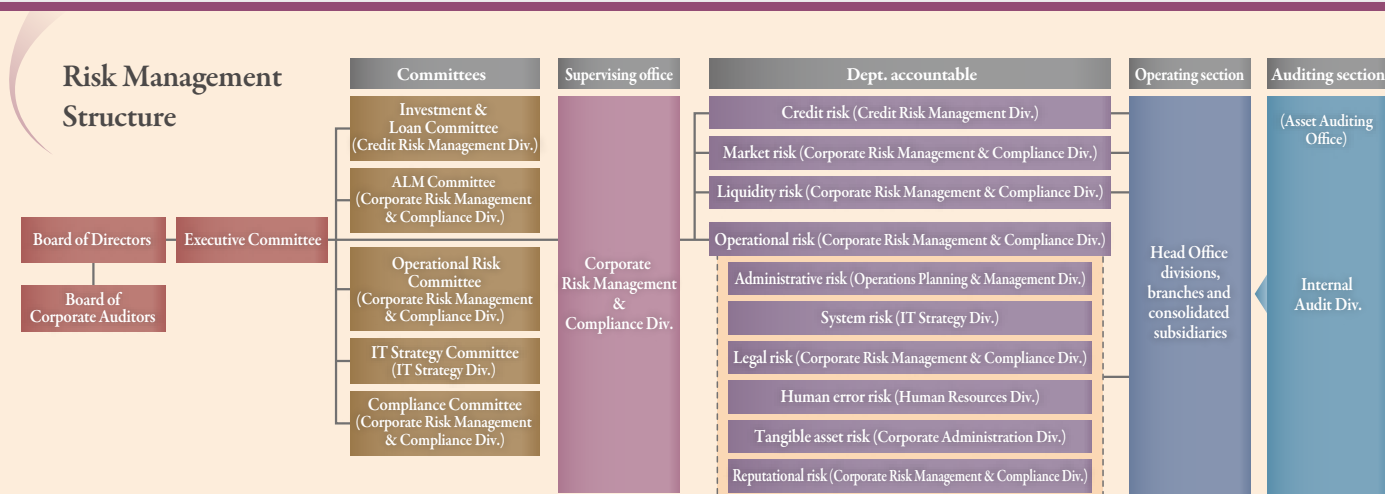 Risk Management
Structure
Committees
Supervising office
Dept. accountable
Operating section
Auditing section
Board of Directors
Executive Committee
Board of
Corporate Auditors
Investment &
Loan Committee
(Credit Risk Management Div.)
ALM Committee
(Corporate Risk Management
& Compliance Div.)
Operational Risk
Committee
(Corporate Risk Management
& Compliance Div.)
IT Strategy Committee
(IT Strategy Div.)
Compliance Committee
(Corporate Risk Management
& Compliance Div.)
Corporate
Risk Management
&
Compliance Div.
Credit risk (Credit Risk Management Div.)
Market risk (Corporate Risk Management & Compliance Div.)
Liquidity risk (Corporate Risk Management & Compliance Div.)
Operational risk (Corporate Risk Management & Compliance Div.)
Administrative risk (Operations Planning & Management Div.)
System risk (IT Strategy Div.)
Legal risk (Corporate Risk Management & Compliance Div.)
Human error risk (Human Resources Div.)
Tangible asset risk (Corporate Administration Div.)
Reputational risk (Corporate Risk Management & Compliance Div.)
Head Office
divisions,
branches and
consolidated
subsidiaries
(Asset Auditing
Office)
Internal
Audit Div.